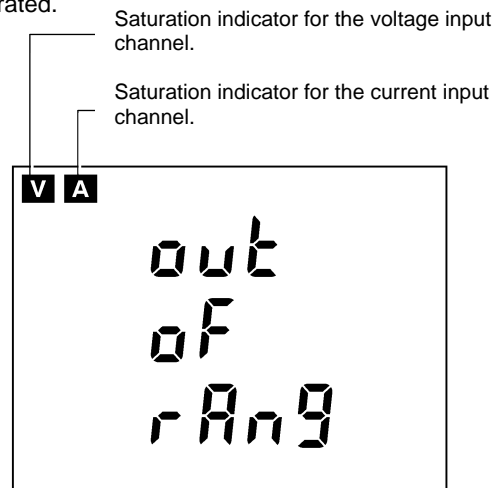 rated.
Saturation indicator for the voltage input
channel.
Saturation indicator for the current input
channel.
V A
out
oF
rAng